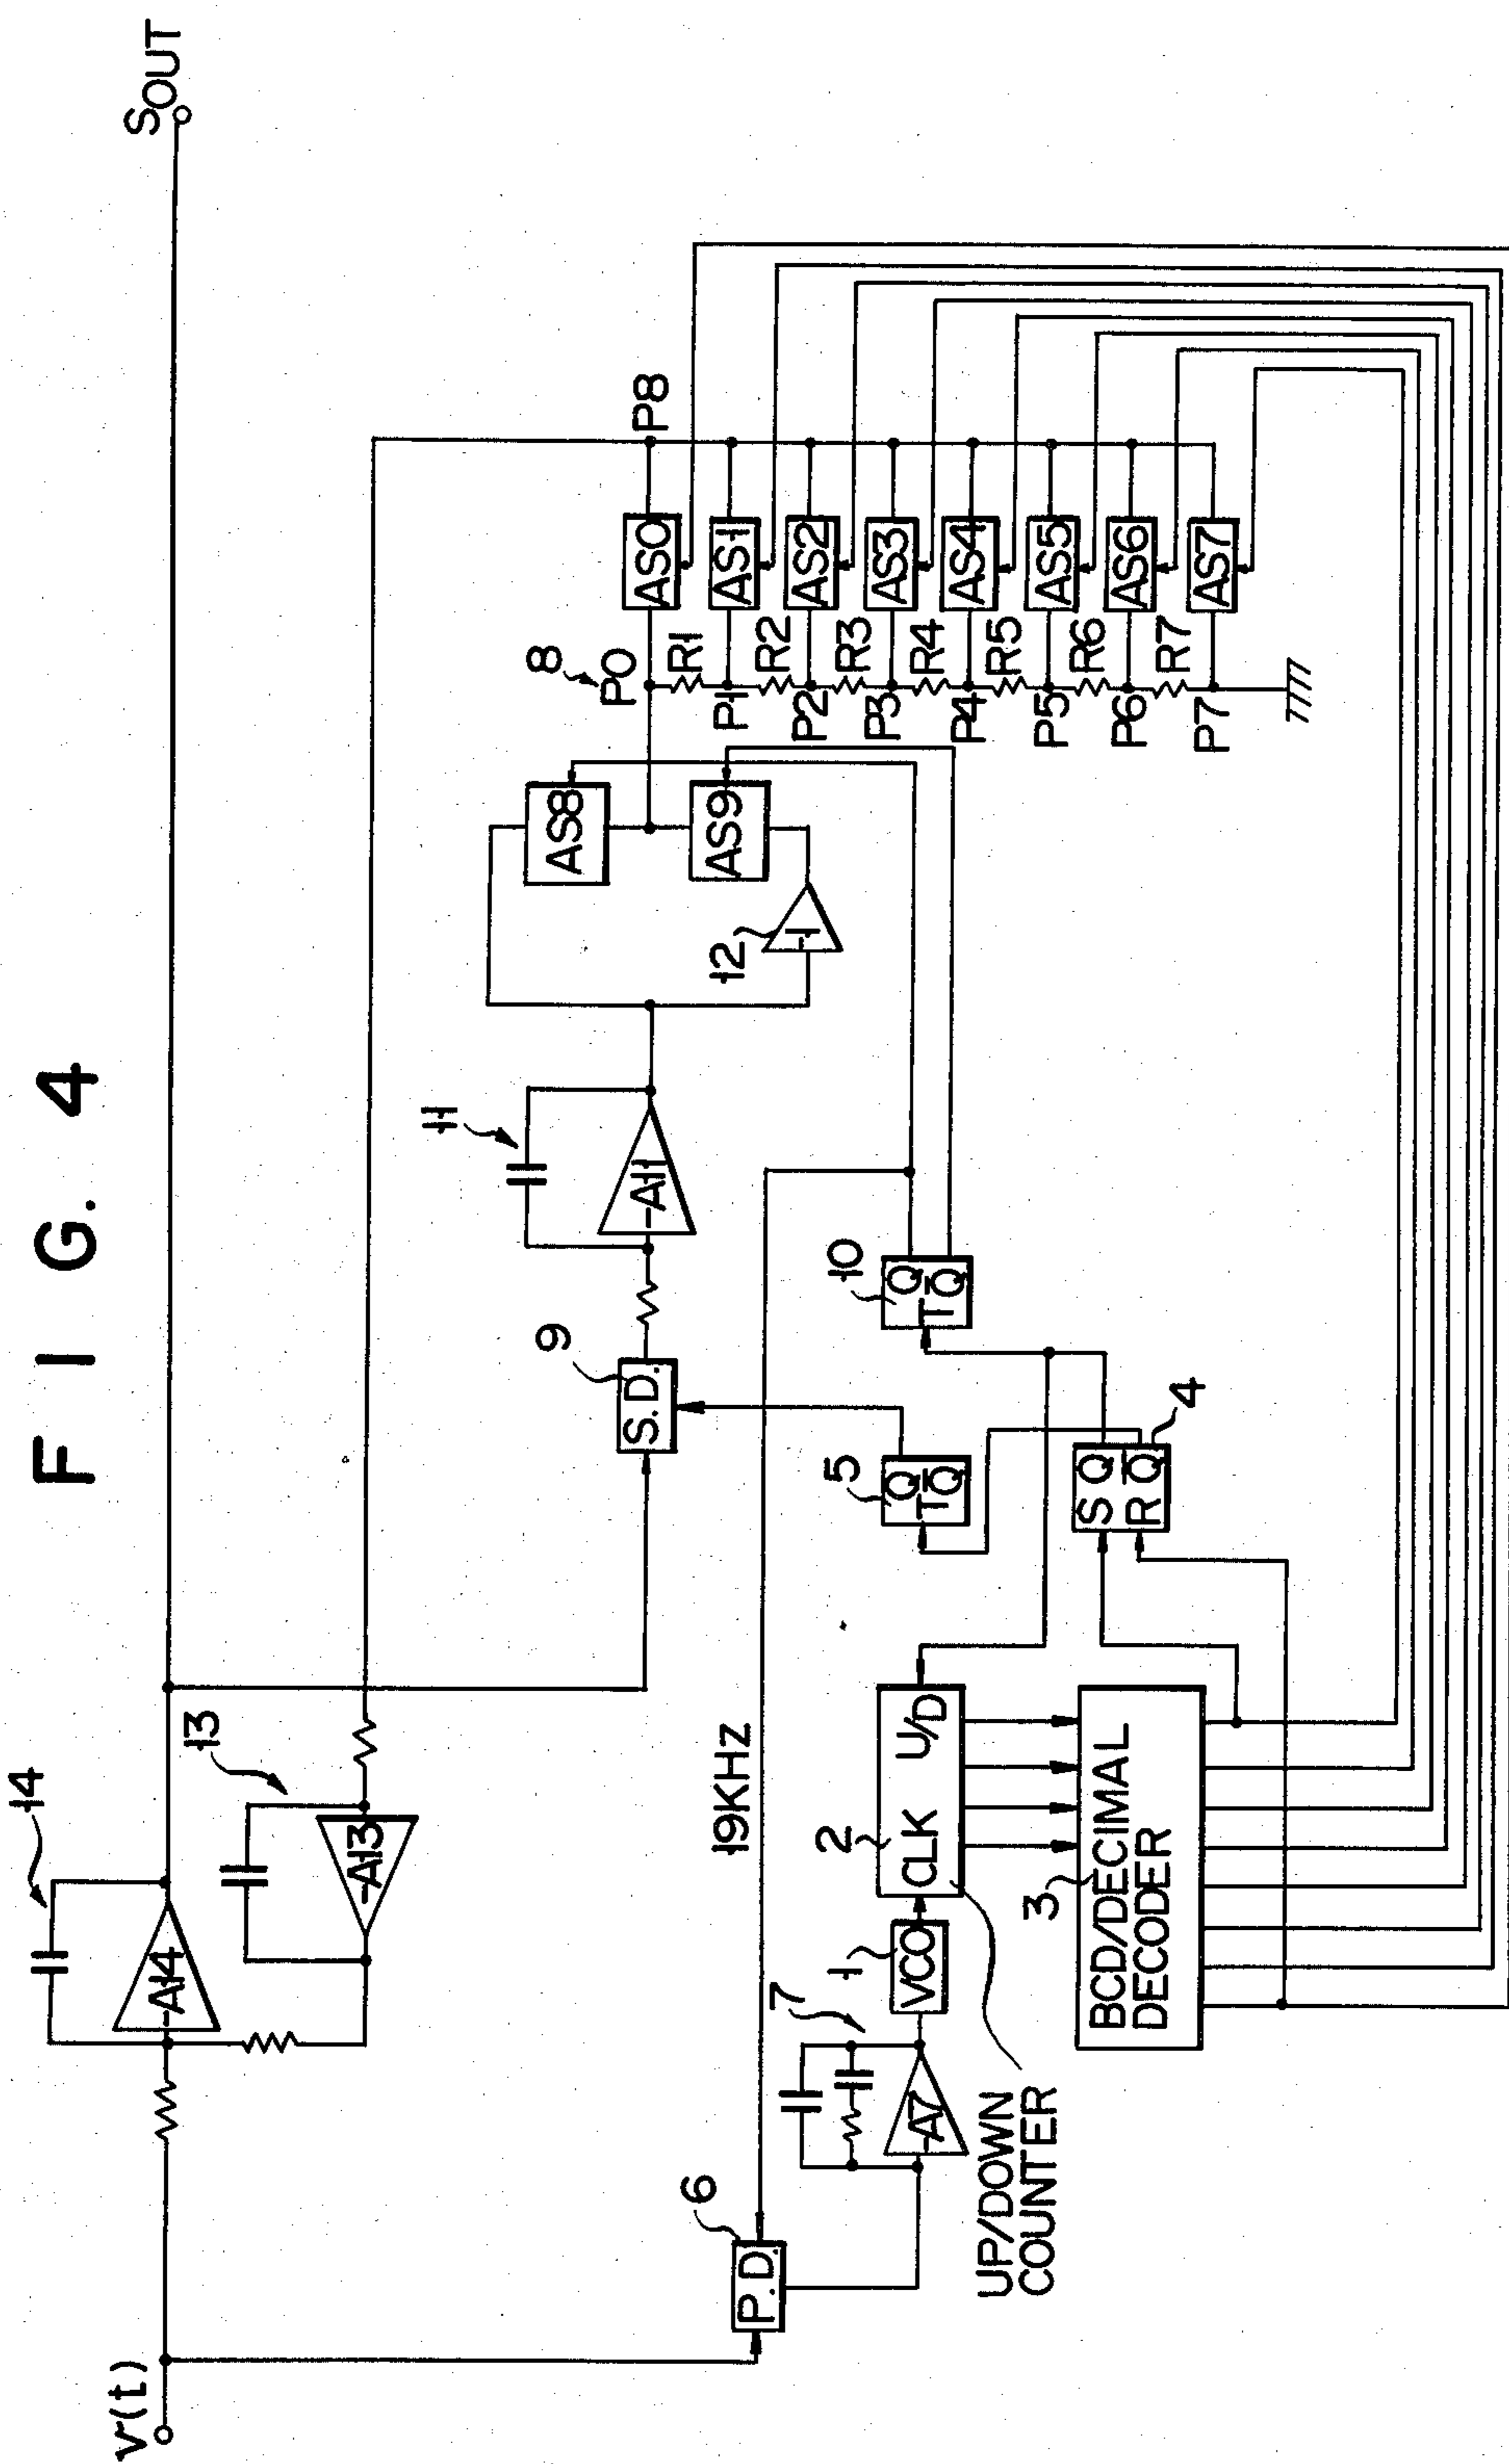 FIG. 4
14
-A14
SOUT
13
-A13
v(t)
9
S.D.
11
-A11
12
-1
AS8
AS9
8
P0
P8
R1
R2
R3
R4
R5
R6
R7
P1
P2
P3
P4
P5
P6
P7
AS0
AS1
AS2
AS3
AS4
AS5
AS6
AS7
19KHz
6
P.D.
7
-A7
1
VCO
2
CLK U/D
UP/DOWN
COUNTER
3
BCD/DECIMAL
DECODER
5
Q
T Q̅
10
Q
T Q̅
4
S Q
R Q̅